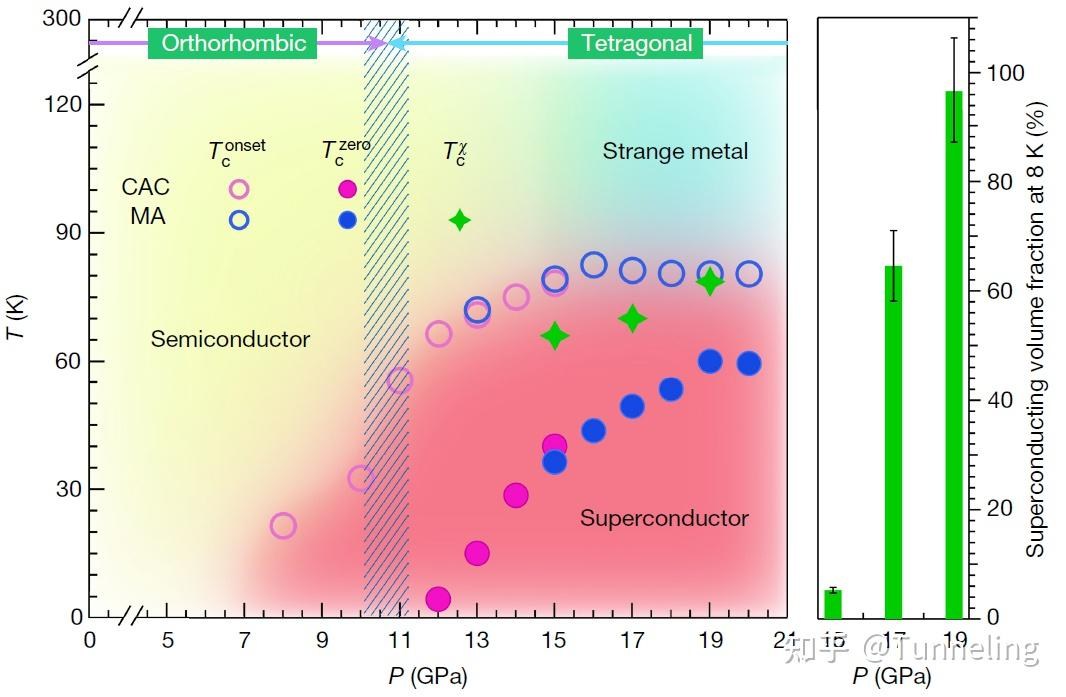 300
Orthorhombic
Tetragonal
120
T_c^onset
T_c^zero
T_c^χ
Strange metal
CAC
MA
90
Semiconductor
60
30
Superconductor
0
T (K)
0 5 7 9 11 13 15 17 19 21
P (GPa)
100
80
60
40
20
0
Superconducting volume fraction at 8 K (%)
15 17 19
P (GPa)
知乎 @Tunneling